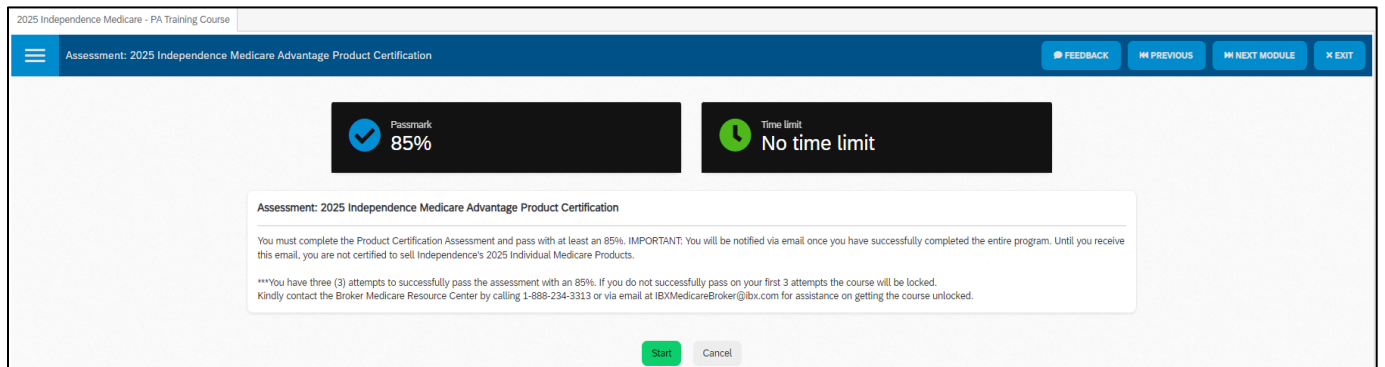 2025 Independence Medicare - PA Training Course
Assessment: 2025 Independence Medicare Advantage Product Certification
FEEDBACK
PREVIOUS
NEXT MODULE
EXIT
Passmark
85%
Time limit
No time limit
Assessment: 2025 Independence Medicare Advantage Product Certification
You must complete the Product Certification Assessment and pass with at least an 85%. IMPORTANT: You will be notified via email once you have successfully completed the entire program. Until you receive
this email, you are not certified to sell Independence's 2025 Individual Medicare Products.
***You have three (3) attempts to successfully pass the assessment with an 85%. If you do not successfully pass on your first 3 attempts the course will be locked.
Kindly contact the Broker Medicare Resource Center by calling 1-888-234-3313 or via email at IBXMedicareBroker@ibx.com for assistance on getting the course unlocked.
Start
Cancel